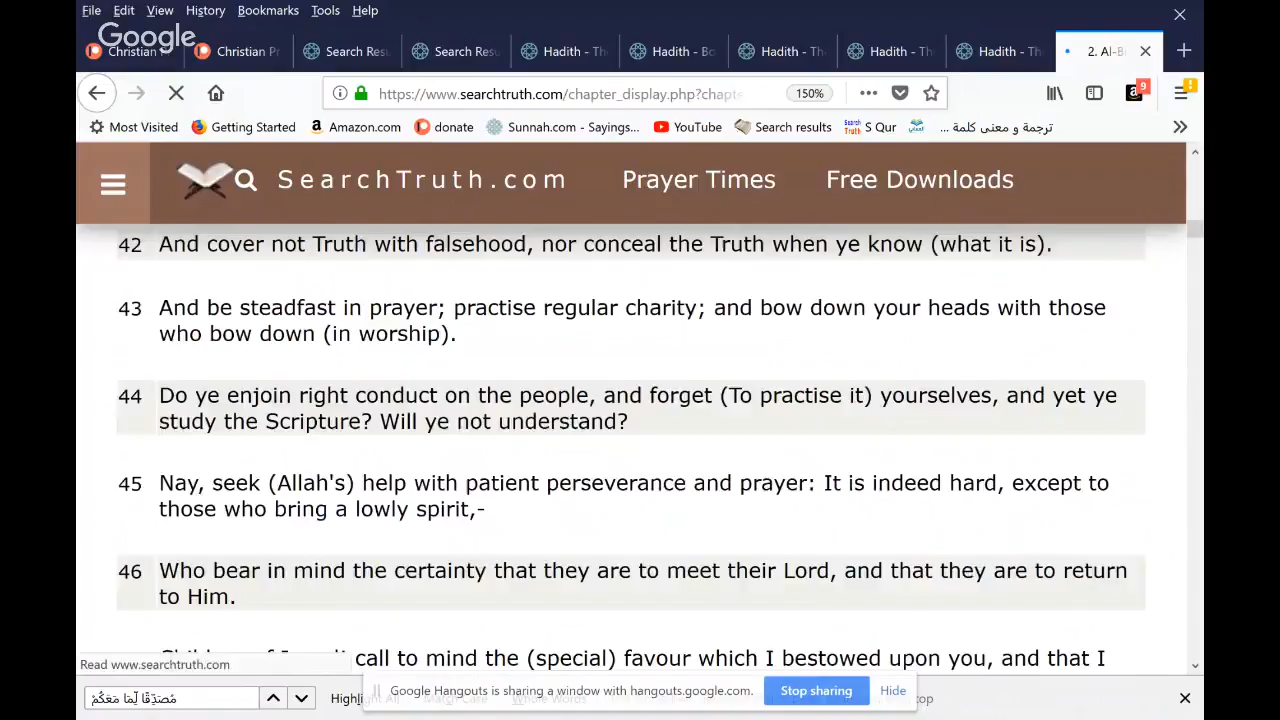 File Edit View History Bookmarks Tools Help
Google
Christian Christian Pr Search Resu Search Resu Hadith - The Hadith - Bo Hadith - The Hadith - The Hadith - Th 2. Al-B
https://www.searchtruth.com/chapter_display.php?chapte 150% 9
Most Visited Getting Started Amazon.com donate Sunnah.com - Sayings... YouTube Search results S Qur ترجمة و معنى كلمة ...
SearchTruth.com Prayer Times Free Downloads
42 And cover not Truth with falsehood, nor conceal the Truth when ye know (what it is).
43 And be steadfast in prayer; practise regular charity; and bow down your heads with those
who bow down (in worship).
44 Do ye enjoin right conduct on the people, and forget (To practise it) yourselves, and yet ye
study the Scripture? Will ye not understand?
45 Nay, seek (Allah's) help with patient perseverance and prayer: It is indeed hard, except to
those who bring a lowly spirit,-
46 Who bear in mind the certainty that they are to meet their Lord, and that they are to return
to Him.
call to mind the (special) favour which I bestowed upon you, and that I
Read www.searchtruth.com
مُصَدِّقًا لِّمَا مَعَكُمْ
Google Hangouts is sharing a window with hangouts.google.com. Stop sharing Hide